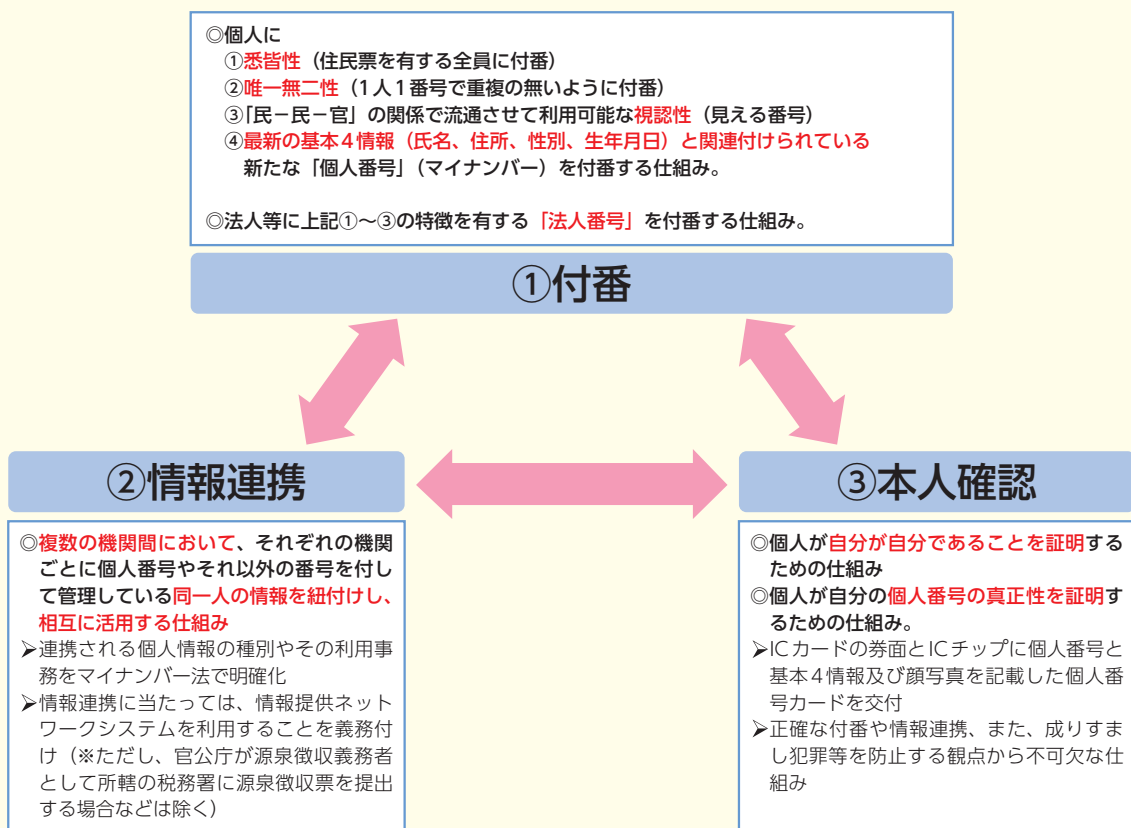 ◎個人に
①悉皆性（住民票を有する全員に付番）
②唯一無二性（1人1番号で重複の無いように付番）
③「民－民－官」の関係で流通させて利用可能な視認性（見える番号）
④最新の基本4情報（氏名、住所、性別、生年月日）と関連付けられている
新たな「個人番号」（マイナンバー）を付番する仕組み。
◎法人等に上記①～③の特徴を有する「法人番号」を付番する仕組み。
①付番
②情報連携
◎複数の機関間において、それぞれの機関
ごとに個人番号やそれ以外の番号を付し
て管理している同一人の情報を紐付けし、
相互に活用する仕組み
➢連携される個人情報の種別やその利用事
務をマイナンバー法で明確化
➢情報連携に当たっては、情報提供ネット
ワークシステムを利用することを義務付
け（※ただし、官公庁が源泉徴収義務者
として所轄の税務署に源泉徴収票を提出
する場合などは除く）
③本人確認
◎個人が自分が自分であることを証明する
ための仕組み
◎個人が自分の個人番号の真正性を証明す
るための仕組み。
➢ICカードの券面とICチップに個人番号と
基本4情報及び顔写真を記載した個人番
号カードを交付
➢正確な付番や情報連携、また、成りすま
し犯罪等を防止する観点から不可欠な仕
組み